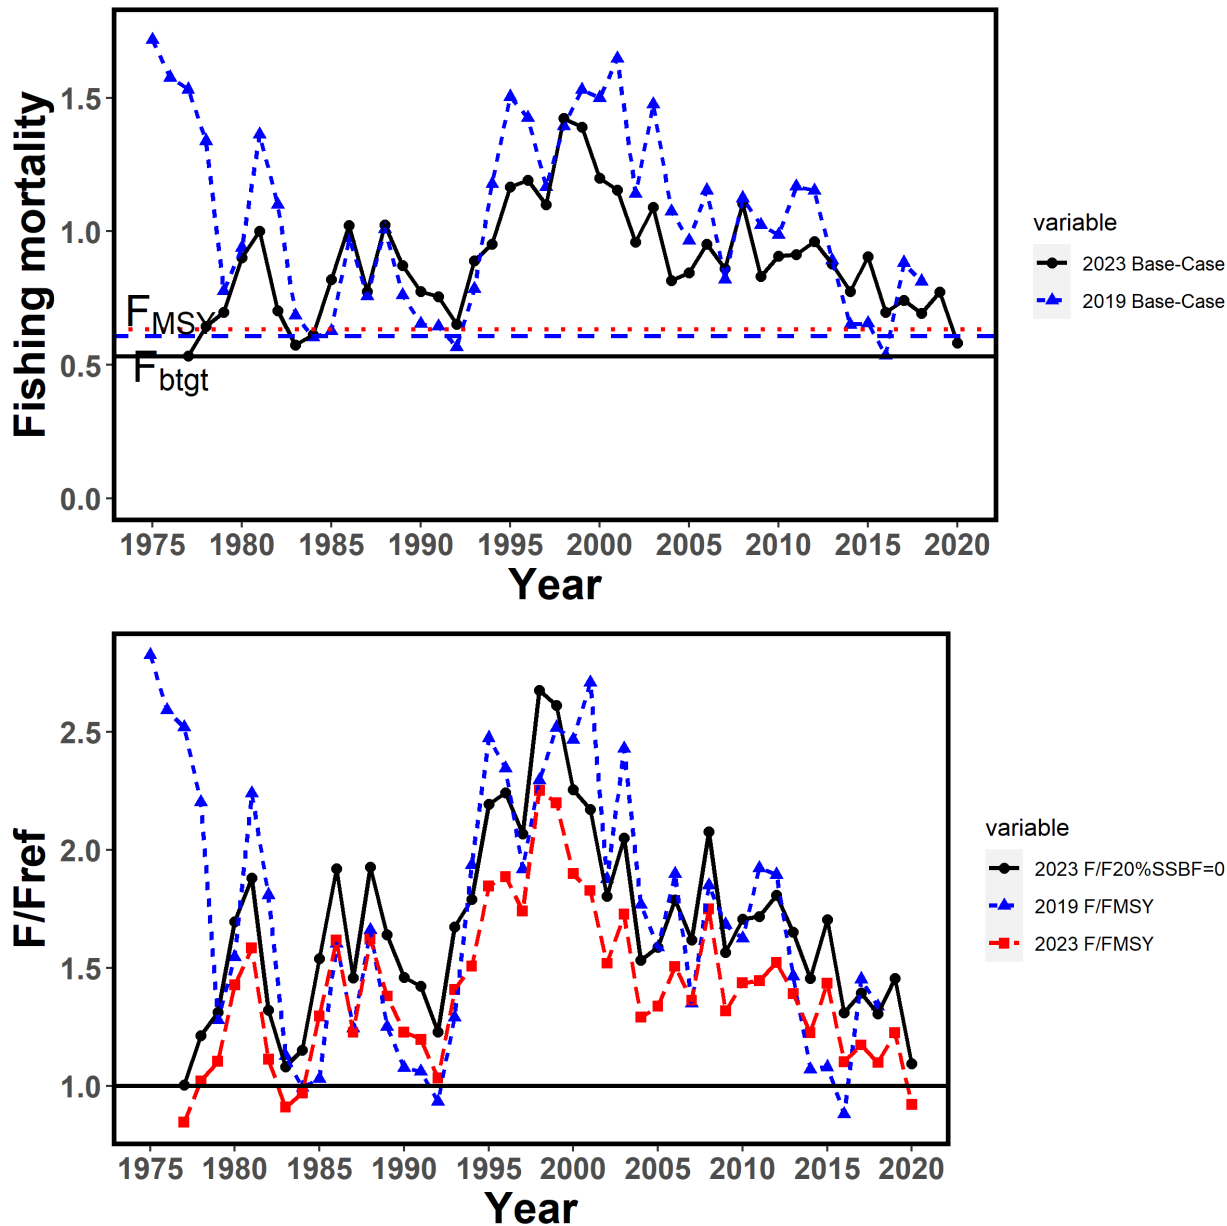 1.5
1.0
0.5
0.0
Fishing mortality
FMSY
Fbtgt
1975 1980 1985 1990 1995 2000 2005 2010 2015 2020
Year
variable
2023 Base-Case
2019 Base-Case
2.5
2.0
1.5
1.0
F/Fref
1975 1980 1985 1990 1995 2000 2005 2010 2015 2020
Year
variable
2023 F/F20%SSBF=0
2019 F/FMSY
2023 F/FMSY